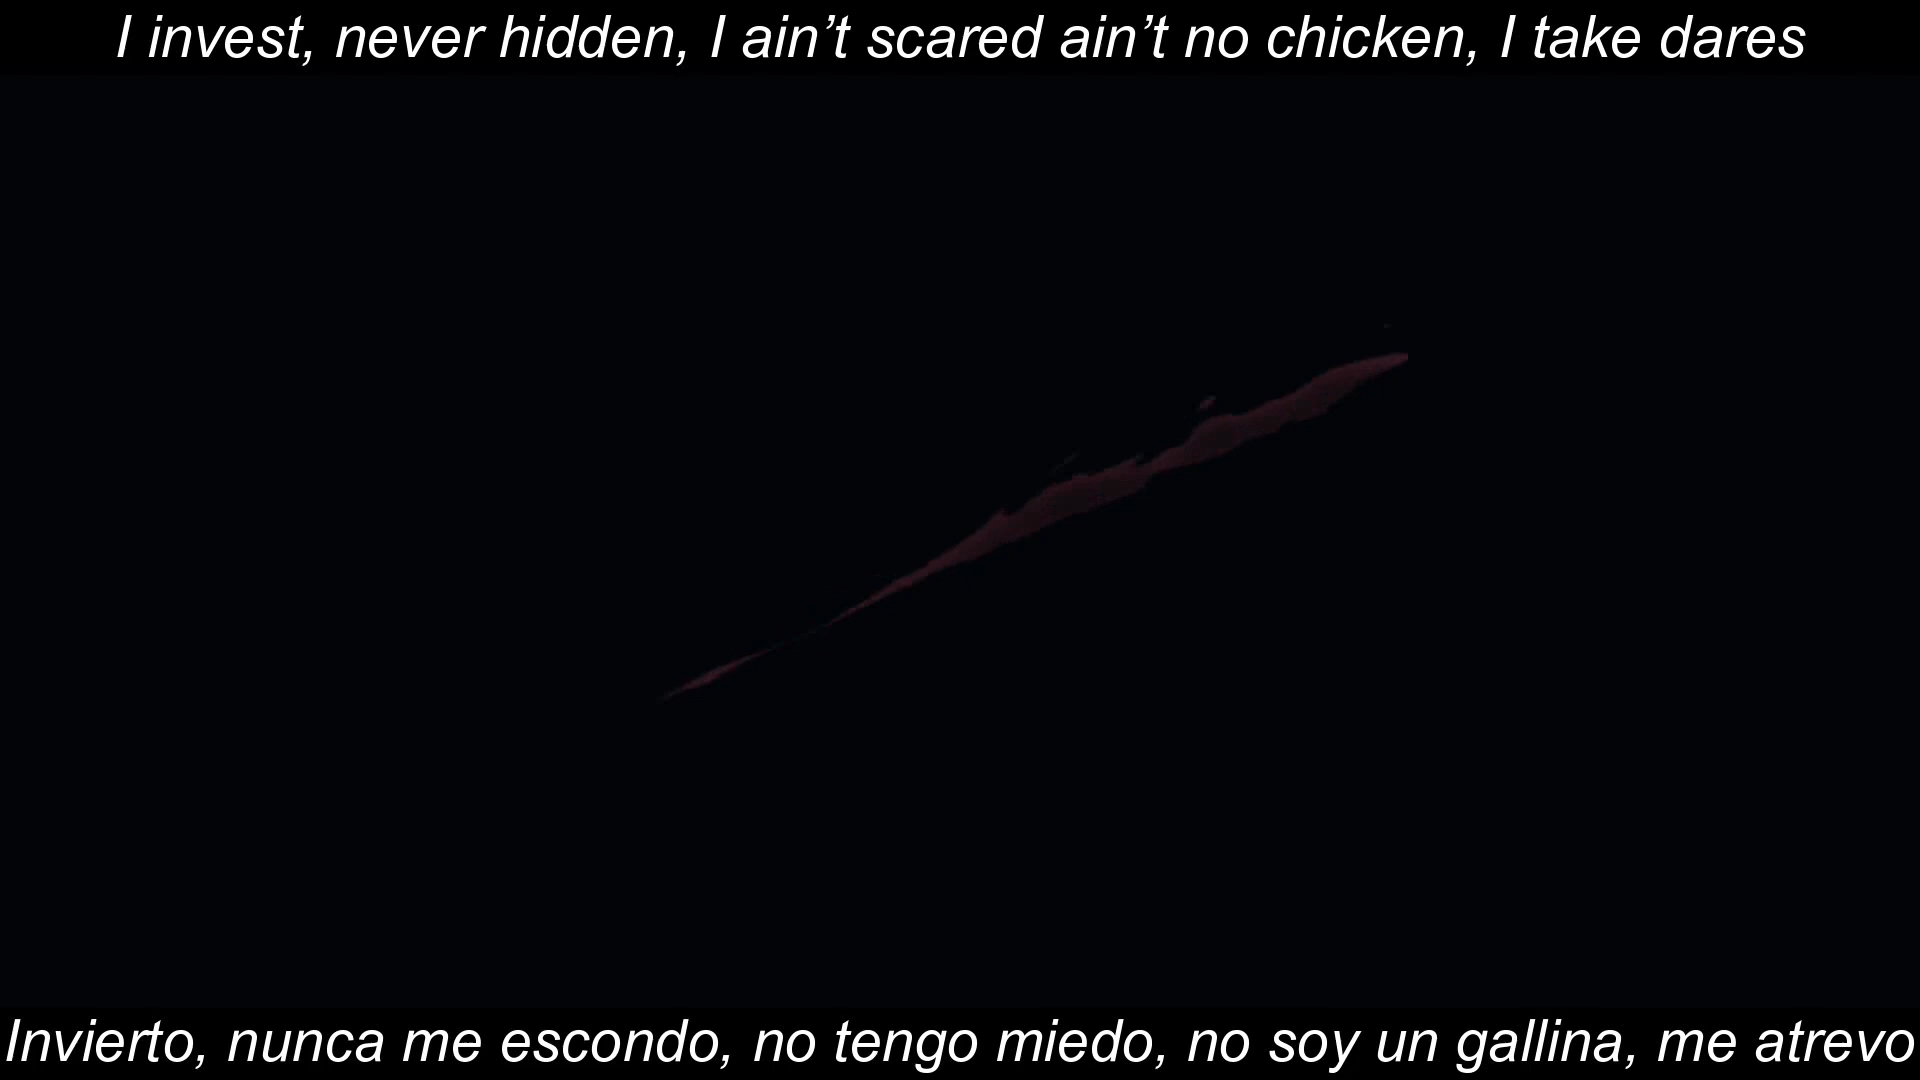 I invest, never hidden, I ain’t scared ain’t no chicken, I take dares
Invierto, nunca me escondo, no tengo miedo, no soy un gallina, me atrevo